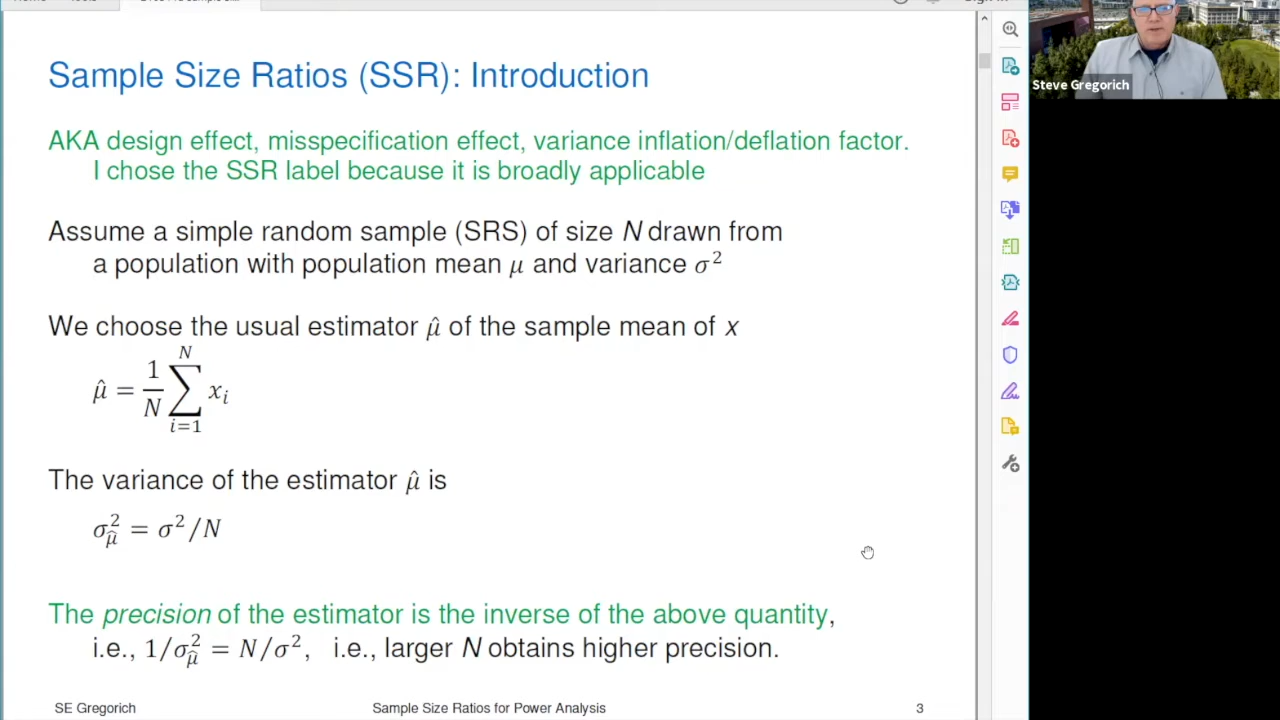 Sample Size Ratios (SSR): Introduction
AKA design effect, misspecification effect, variance inflation/deflation factor.
I chose the SSR label because it is broadly applicable
Assume a simple random sample (SRS) of size N drawn from
a population with population mean μ and variance σ²
We choose the usual estimator μ̂ of the sample mean of x
μ̂ = 1/N ∑_{i=1}^{N} x_i
The variance of the estimator μ̂ is
σ²_μ̂ = σ²/N
The precision of the estimator is the inverse of the above quantity,
i.e., 1/σ²_μ̂ = N/σ², i.e., larger N obtains higher precision.
SE Gregorich
Sample Size Ratios for Power Analysis
3
Steve Gregorich